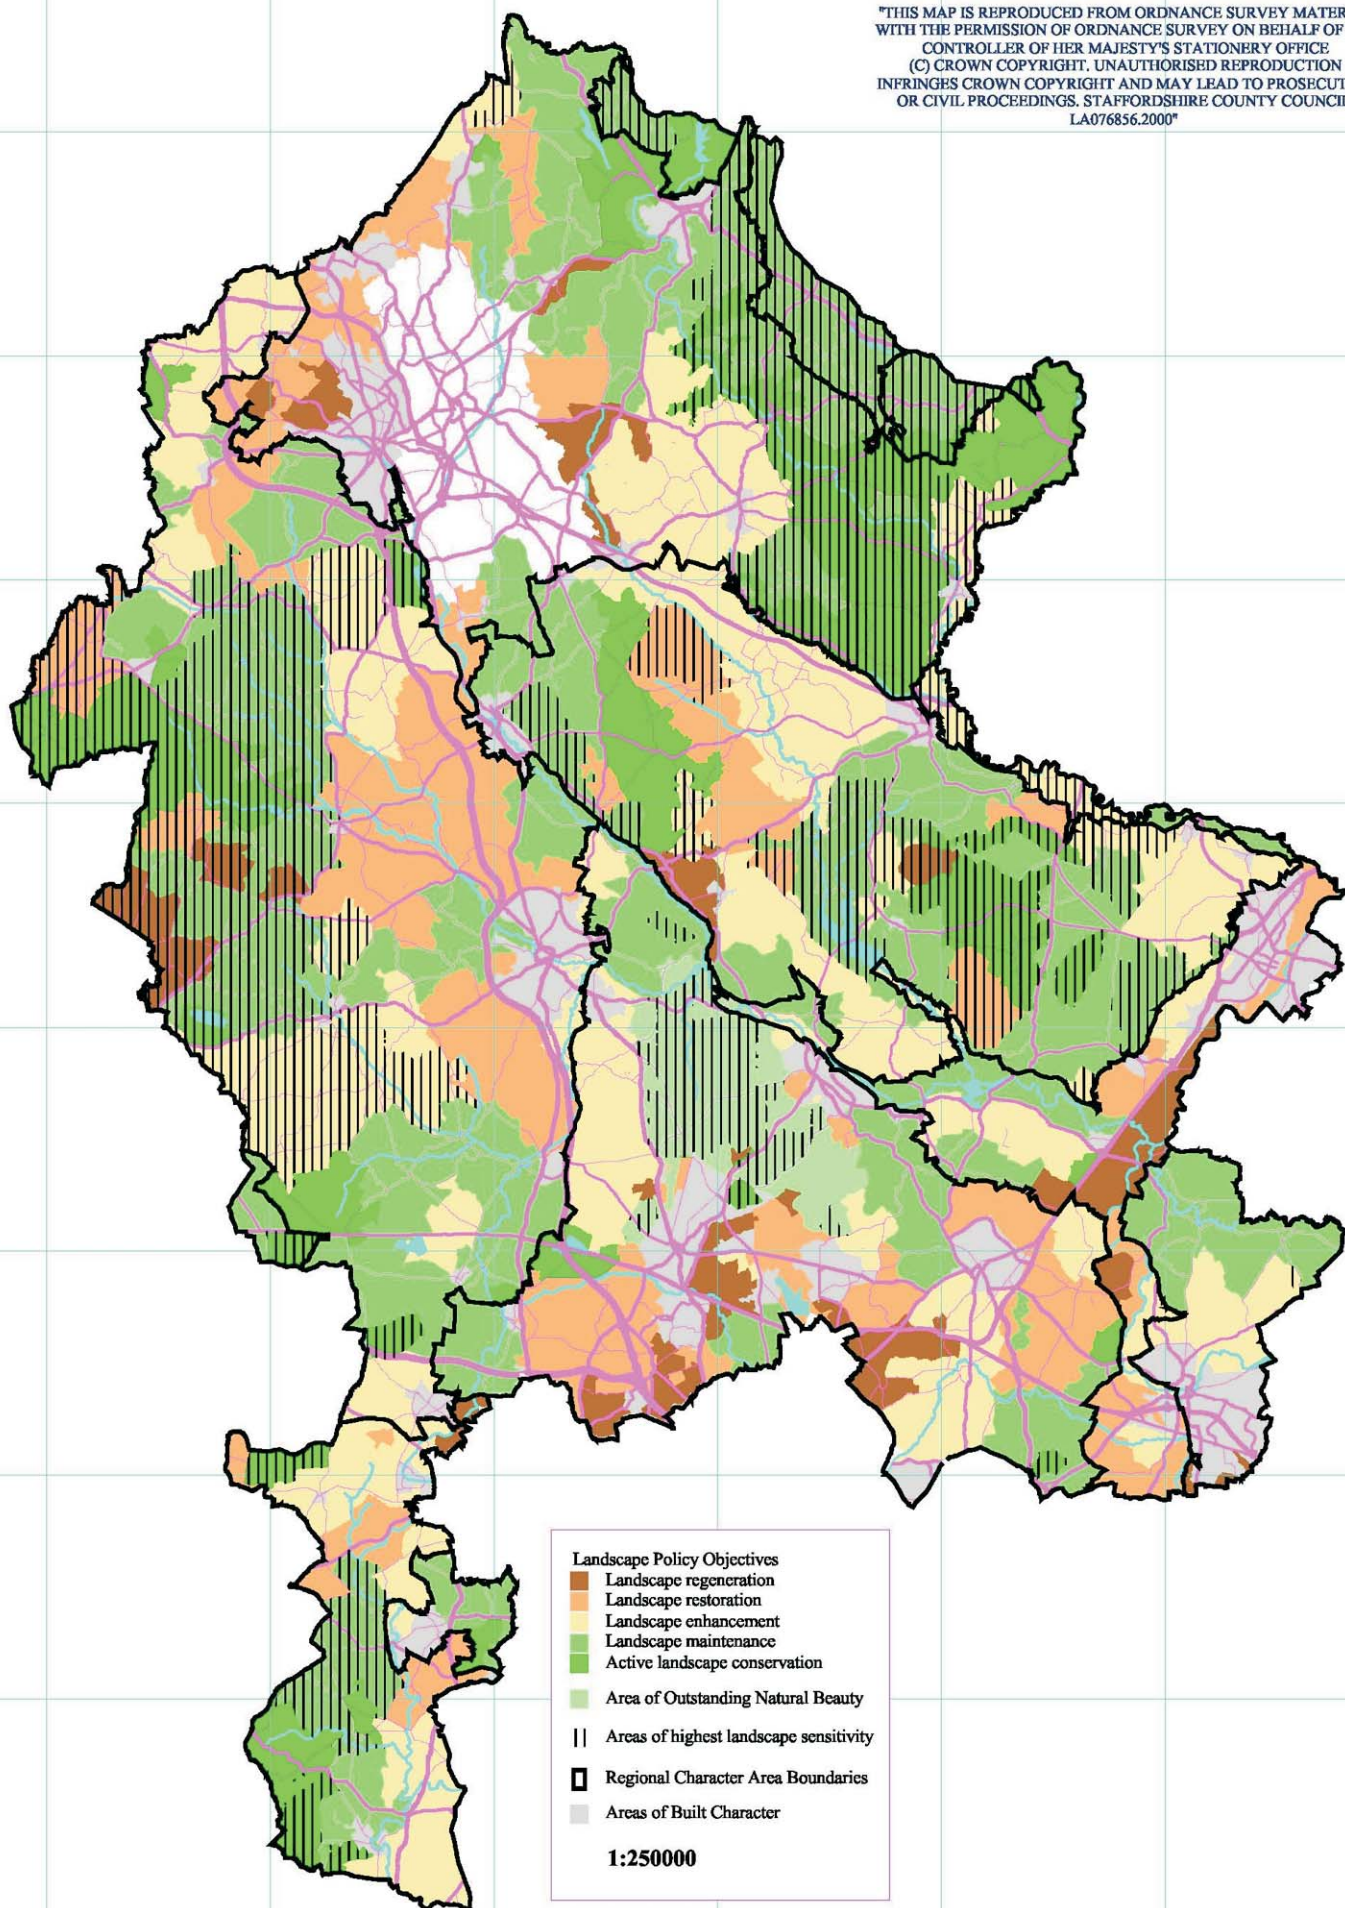 "THIS MAP IS REPRODUCED FROM ORDNANCE SURVEY MATER
WITH THE PERMISSION OF ORDNANCE SURVEY ON BEHALF OF
CONTROLLER OF HER MAJESTY'S STATIONERY OFFICE
(C) CROWN COPYRIGHT. UNAUTHORISED REPRODUCTION
INFRINGES CROWN COPYRIGHT AND MAY LEAD TO PROSECUT
OR CIVIL PROCEEDINGS. STAFFORDSHIRE COUNTY COUNCI
LA076856.2000"
Landscape Policy Objectives
Landscape regeneration
Landscape restoration
Landscape enhancement
Landscape maintenance
Active landscape conservation
Area of Outstanding Natural Beauty
Areas of highest landscape sensitivity
Regional Character Area Boundaries
Areas of Built Character
1:250000